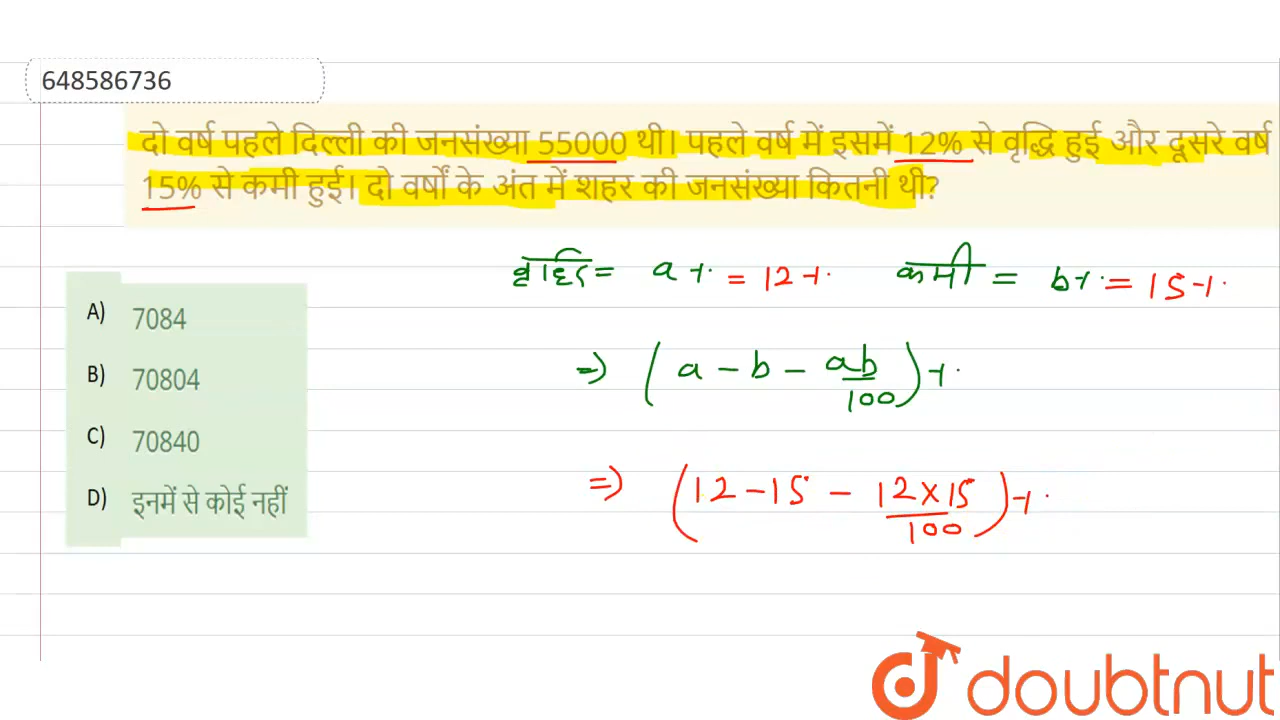 648586736
दो वर्ष पहले दिल्ली की जनसंख्या 55000 थी। पहले वर्ष में इसमें 12% से वृद्धि हुई और दूसरे वर्ष
15% से कमी हुई। दो वर्षों के अंत में शहर की जनसंख्या कितनी थी?
वृद्धि = a% = 12% कमी = b% = 15%
A) 7084
⇒ (a - b - ab/100)%
B) 70804
C) 70840
⇒ (12 - 15 - 12×15/100)%
D) इनमें से कोई नहीं
doubtnut